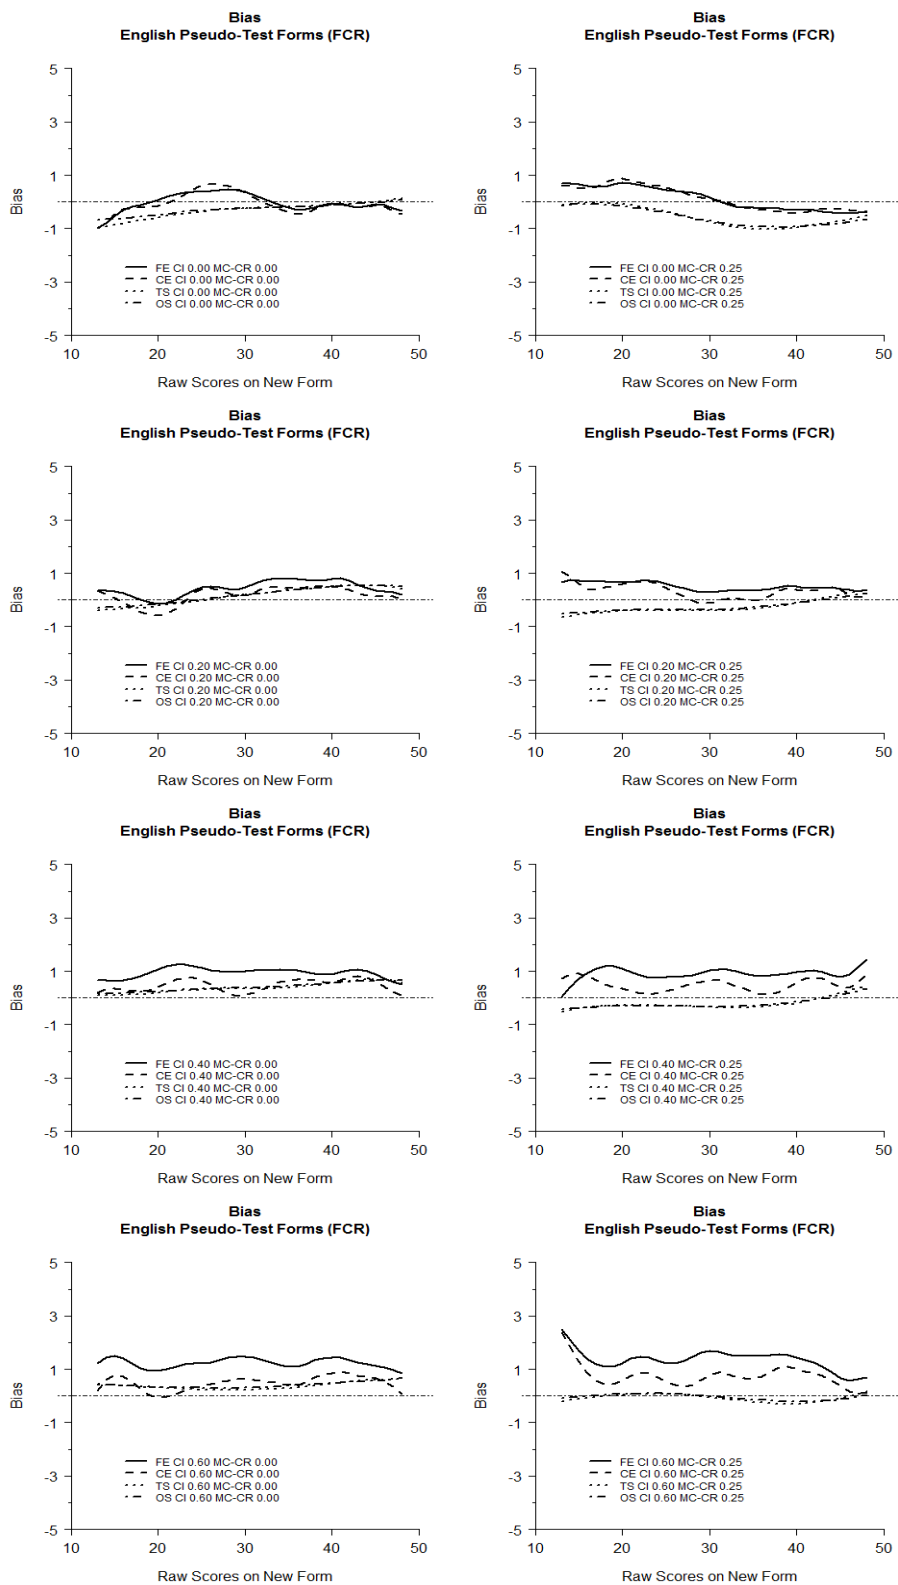 Bias
English Pseudo-Test Forms (FCR)
5
3
1
-1
-3
-5
Bias
FE CI 0.00 MC-CR 0.00
CE CI 0.00 MC-CR 0.00
TS CI 0.00 MC-CR 0.00
OS CI 0.00 MC-CR 0.00
10 20 30 40 50
Raw Scores on New Form
Bias
English Pseudo-Test Forms (FCR)
5
3
1
-1
-3
-5
Bias
FE CI 0.00 MC-CR 0.25
CE CI 0.00 MC-CR 0.25
TS CI 0.00 MC-CR 0.25
OS CI 0.00 MC-CR 0.25
10 20 30 40 50
Raw Scores on New Form
Bias
English Pseudo-Test Forms (FCR)
5
3
1
-1
-3
-5
Bias
FE CI 0.20 MC-CR 0.00
CE CI 0.20 MC-CR 0.00
TS CI 0.20 MC-CR 0.00
OS CI 0.20 MC-CR 0.00
10 20 30 40 50
Raw Scores on New Form
Bias
English Pseudo-Test Forms (FCR)
5
3
1
-1
-3
-5
Bias
FE CI 0.20 MC-CR 0.25
CE CI 0.20 MC-CR 0.25
TS CI 0.20 MC-CR 0.25
OS CI 0.20 MC-CR 0.25
10 20 30 40 50
Raw Scores on New Form
Bias
English Pseudo-Test Forms (FCR)
5
3
1
-1
-3
-5
Bias
FE CI 0.40 MC-CR 0.00
CE CI 0.40 MC-CR 0.00
TS CI 0.40 MC-CR 0.00
OS CI 0.40 MC-CR 0.00
10 20 30 40 50
Raw Scores on New Form
Bias
English Pseudo-Test Forms (FCR)
5
3
1
-1
-3
-5
Bias
FE CI 0.40 MC-CR 0.25
CE CI 0.40 MC-CR 0.25
TS CI 0.40 MC-CR 0.25
OS CI 0.40 MC-CR 0.25
10 20 30 40 50
Raw Scores on New Form
Bias
English Pseudo-Test Forms (FCR)
5
3
1
-1
-3
-5
Bias
FE CI 0.60 MC-CR 0.00
CE CI 0.60 MC-CR 0.00
TS CI 0.60 MC-CR 0.00
OS CI 0.60 MC-CR 0.00
10 20 30 40 50
Raw Scores on New Form
Bias
English Pseudo-Test Forms (FCR)
5
3
1
-1
-3
-5
Bias
FE CI 0.60 MC-CR 0.25
CE CI 0.60 MC-CR 0.25
TS CI 0.60 MC-CR 0.25
OS CI 0.60 MC-CR 0.25
10 20 30 40 50
Raw Scores on New Form